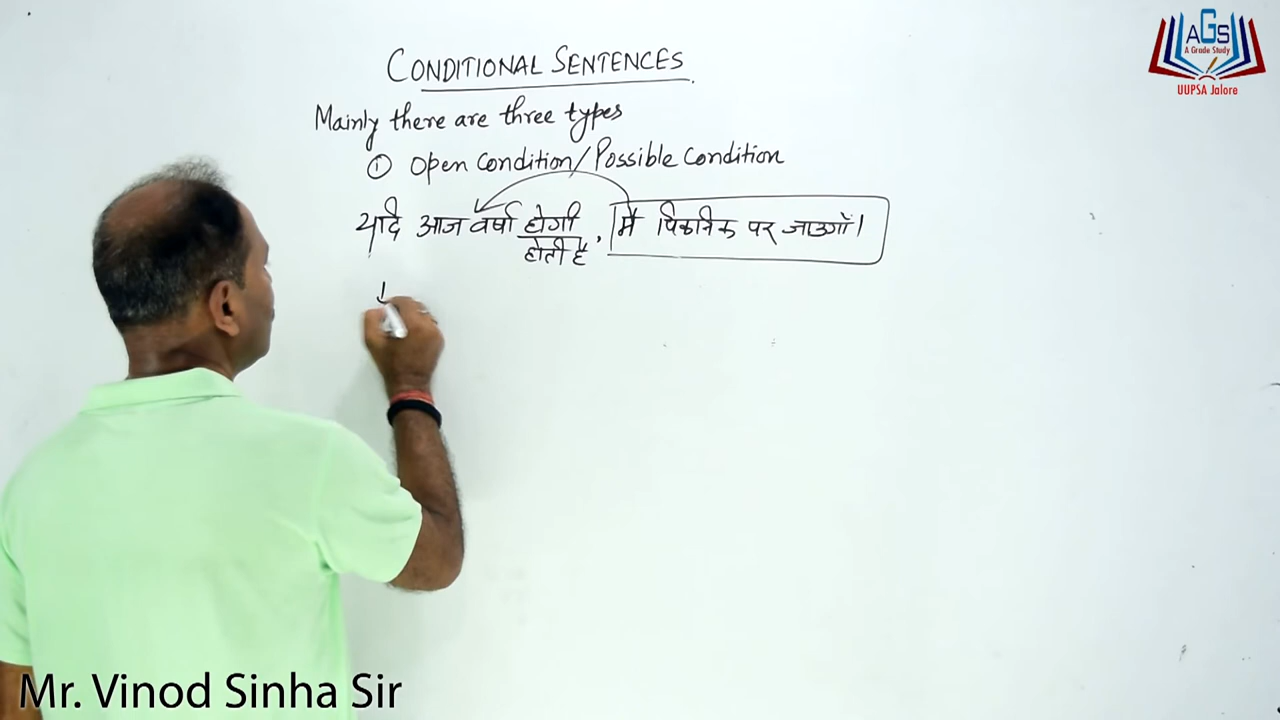 CONDITIONAL SENTENCES
Mainly there are three types
① Open Condition/Possible Condition
यदि आज वर्षा होगी, मैं पिकनिक पर जाउगाँ।
होती है
AGS
A Grade Study
UUPSA Jalore
Mr. Vinod Sinha Sir